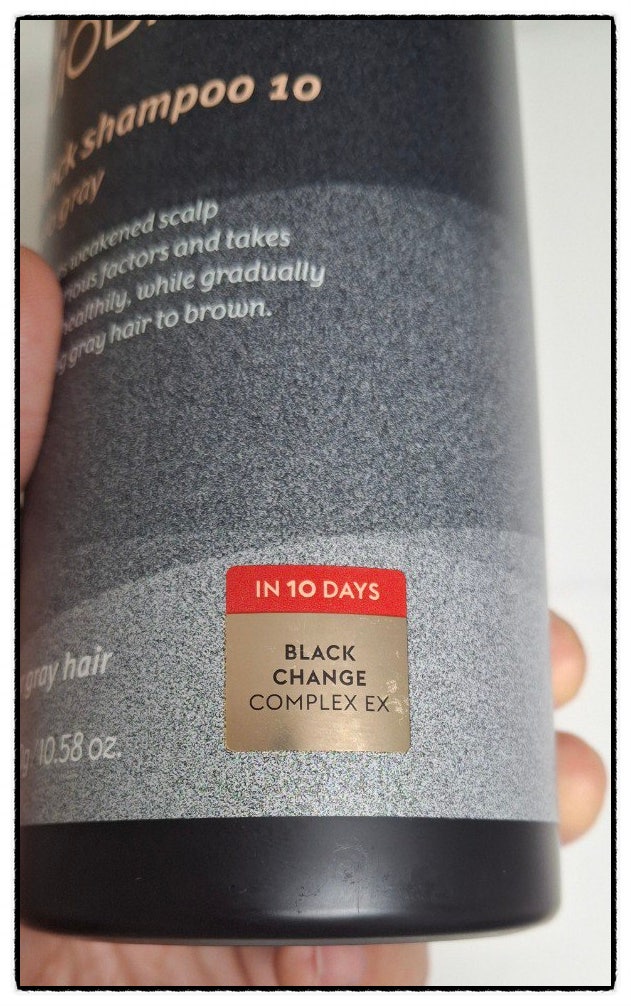 shampoo 10
gray
weakened scalp
factors and takes
healthily, while gradually
gray hair to brown.
IN 10 DAYS
BLACK
CHANGE
COMPLEX EX
gray hair
10.58 oz.